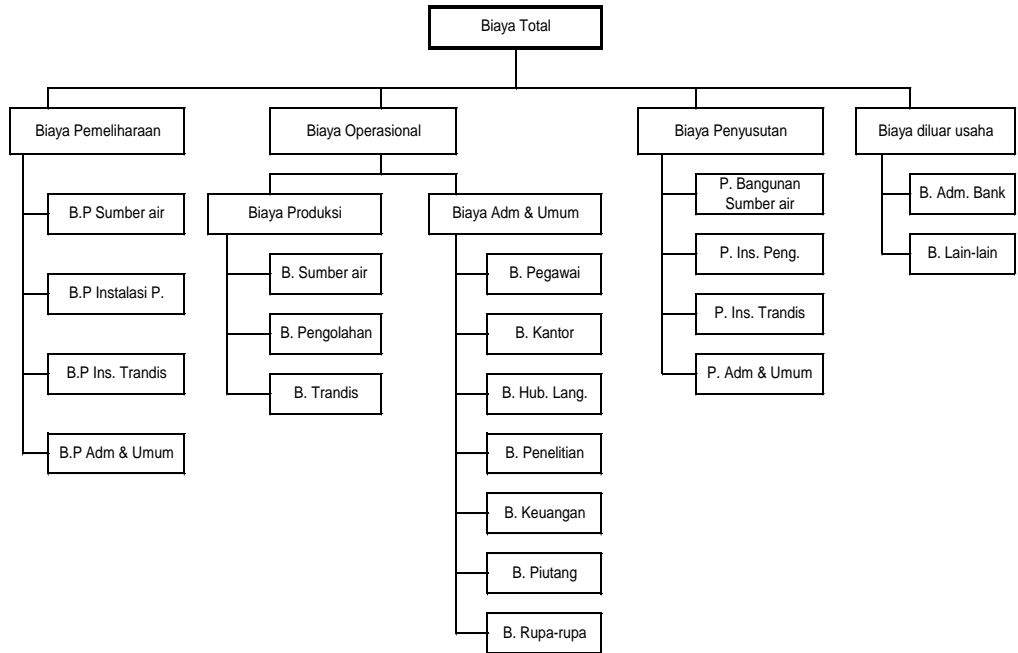 Biaya Total
Biaya Pemeliharaan
Biaya Operasional
Biaya Penyusutan
Biaya diluar usaha
B.P Sumber air
B.P Instalasi P.
B.P Ins. Trandis
B.P Adm & Umum
Biaya Produksi
B. Sumber air
B. Pengolahan
B. Trandis
Biaya Adm & Umum
B. Pegawai
B. Kantor
B. Hub. Lang.
B. Penelitian
B. Keuangan
B. Piutang
B. Rupa-rupa
P. Bangunan
Sumber air
P. Ins. Peng.
P. Ins. Trandis
P. Adm & Umum
B. Adm. Bank
B. Lain-lain